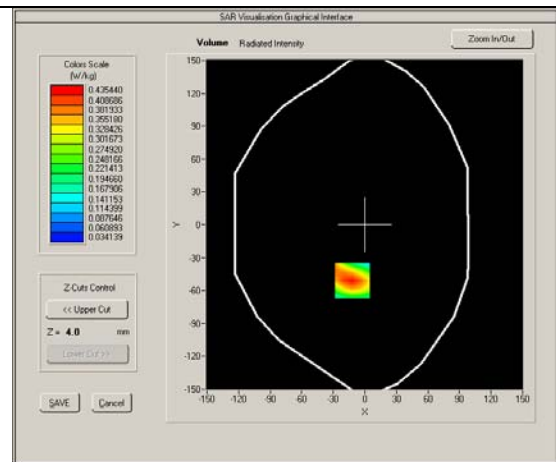 SAR Visualisation Graphical Interface
Volume Radiated Intensity
Zoom In/Out
Colors Scale
(W/kg)
0.435440
0.408686
0.381933
0.355180
0.328426
0.301673
0.274920
0.248166
0.221413
0.194660
0.167906
0.141153
0.114399
0.087646
0.060893
0.034139
Z-Cuts Control
<< Upper Cut
Z = 4.0 mm
Lower Cut >>
SAVE Cancel
150-
120-
90-
60-
30-
0-
-30-
-60-
-90-
-120-
-150-
Y
-150 -120 -90 -60 -30 0 30 60 90 120 150
X